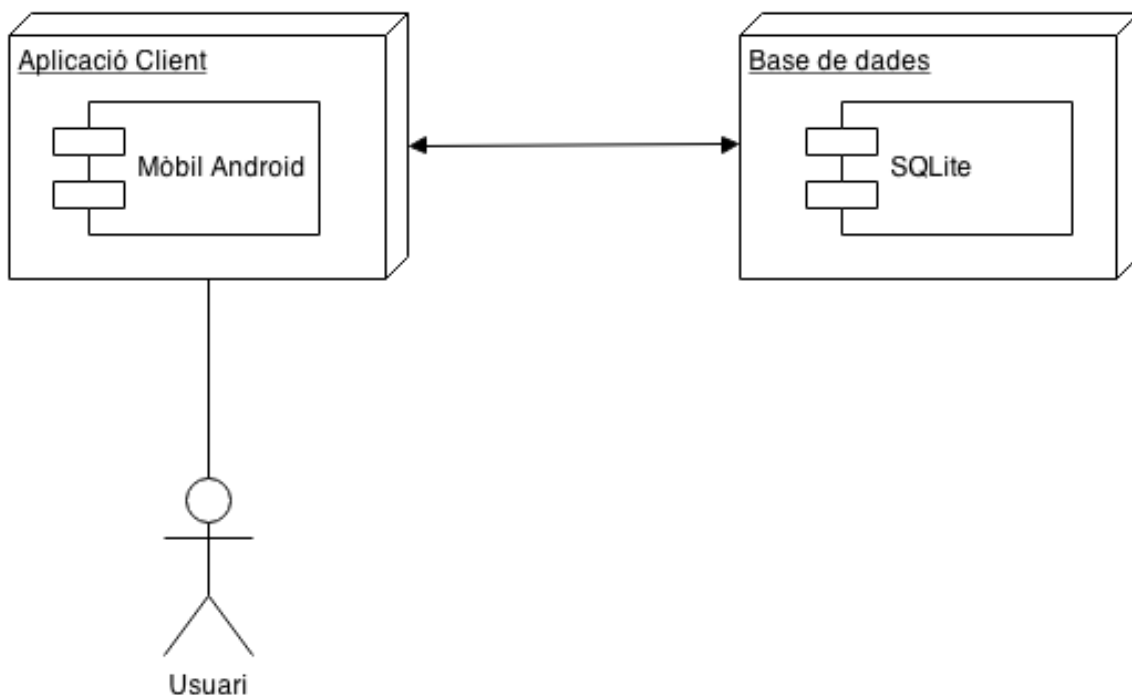 Aplicació Client
Mòbil Android
Base de dades
SQLite
Usuari